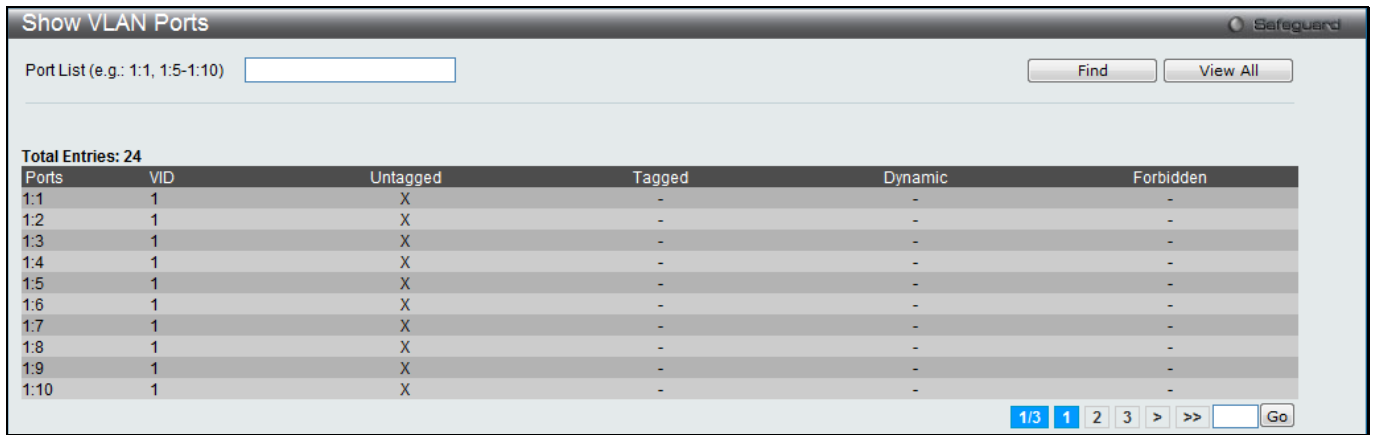 Show VLAN Ports Safeguard
Port List (e.g.: 1:1, 1:5-1:10) Find View All
Total Entries: 24
Ports VID Untagged Tagged Dynamic Forbidden
1:1 1 X - - -
1:2 1 X - - -
1:3 1 X - - -
1:4 1 X - - -
1:5 1 X - - -
1:6 1 X - - -
1:7 1 X - - -
1:8 1 X - - -
1:9 1 X - - -
1:10 1 X - - -
1/3 1 2 3 > >> Go